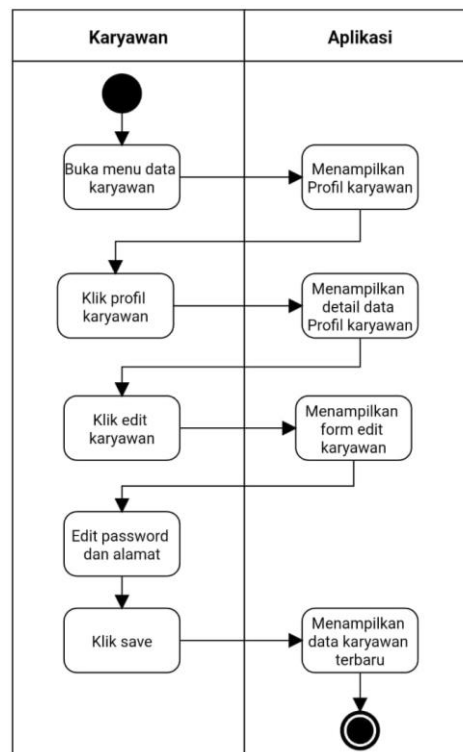 Karyawan
Aplikasi
Buka menu data
karyawan
Menampilkan
Profil karyawan
Klik profil
karyawan
Menampilkan
detail data
Profil karyawan
Klik edit
karyawan
Menampilkan
form edit
karyawan
Edit password
dan alamat
Klik save
Menampilkan
data karyawan
terbaru